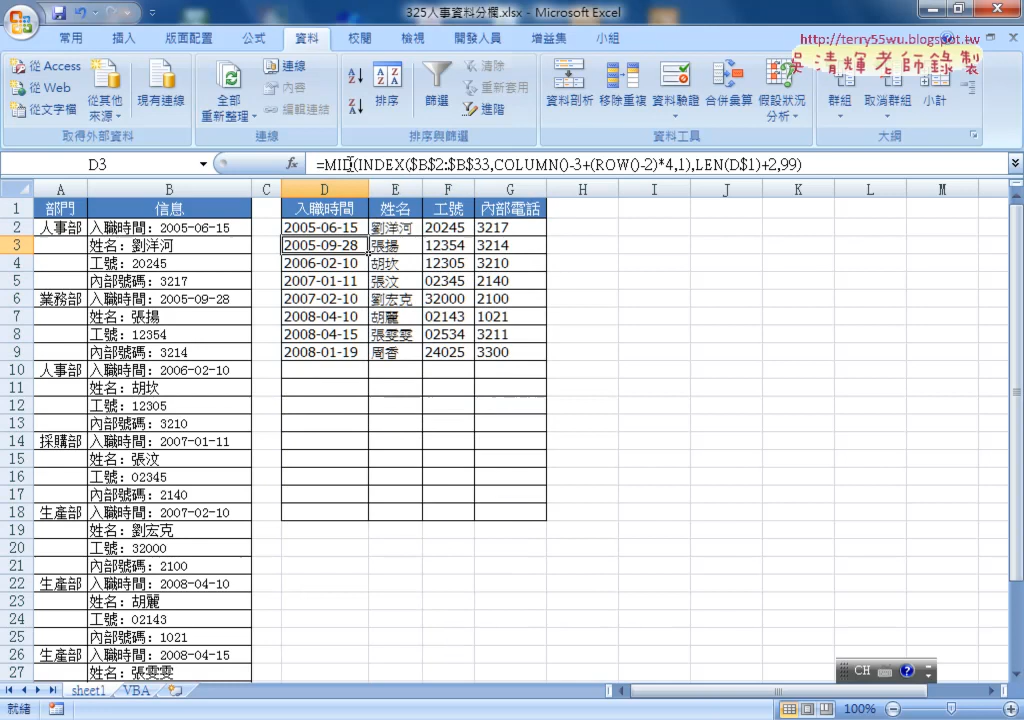 325人事資料分欄.xlsx - Microsoft Excel
常用 插入 版面配置 公式 資料 校閱 檢視 開發人員 增益集 小組
http://terry55wu.blogspot.tw
吳清輝老師錄製
從 Access
從 Web
從文字檔
從其他來源
現有連線
全部重新整理
連線
內容
編輯連結
排序
篩選
清除
重新套用
進階
資料剖析 移除重複 資料驗證 合併彙算 假設狀況分析
群組 取消群組 小計
取得外部資料 連線 排序與篩選 資料工具 大綱
D3 fx =MID(INDEX($B$2:$B$33,COLUMN()-3+(ROW()-2)*4,1),LEN(D$1)+2,99)
A B C D E F G H I J K L M
1 部門 信息 入職時間 姓名 工號 內部電話
2 人事部 入職時間：2005-06-15 2005-06-15 劉洋河 20245 3217
3 姓名：劉洋河 2005-09-28 張揚 12354 3214
4 工號：20245 2006-02-10 胡坎 12305 3210
5 內部號碼：3217 2007-01-11 張汶 02345 2140
6 業務部 入職時間：2005-09-28 2007-02-10 劉宏克 32000 2100
7 姓名：張揚 2008-04-10 胡麗 02143 1021
8 工號：12354 2008-04-15 張雯雯 02534 3211
9 內部號碼：3214 2008-01-19 周香 24025 3300
10 人事部 入職時間：2006-02-10
11 姓名：胡坎
12 工號：12305
13 內部號碼：3210
14 採購部 入職時間：2007-01-11
15 姓名：張汶
16 工號：02345
17 內部號碼：2140
18 生產部 入職時間：2007-02-10
19 姓名：劉宏克
20 工號：32000
21 內部號碼：2100
22 生產部 入職時間：2008-04-10
23 姓名：胡麗
24 工號：02143
25 內部號碼：1021
26 生產部 入職時間：2008-04-15
27 姓名：張雯雯
CH
sheet1 VBA
就緒 100%